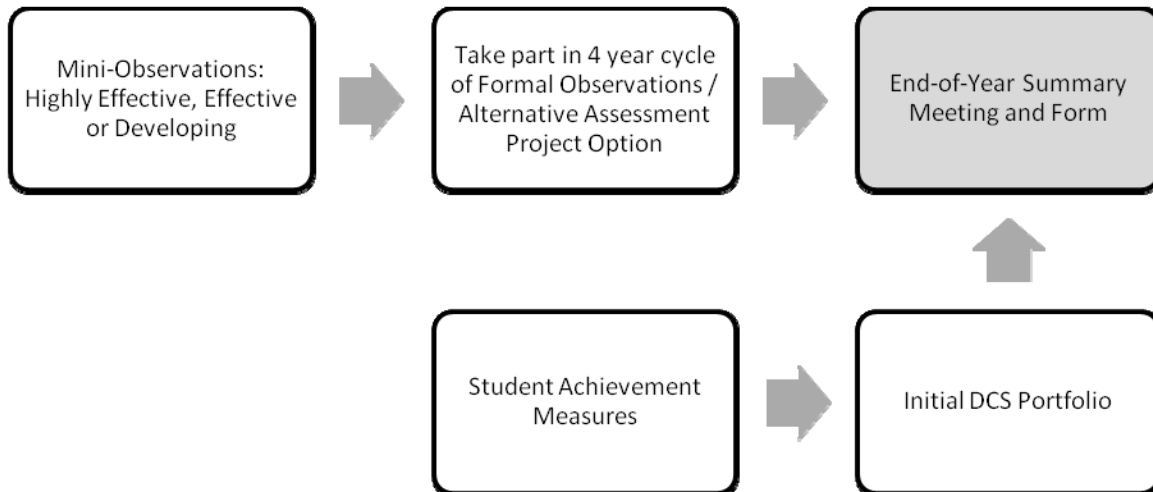 Mini-Observations:
Highly Effective, Effective
or Developing
Take part in 4 year cycle
of Formal Observations /
Alternative Assessment
Project Option
End-of-Year Summary
Meeting and Form
Student Achievement
Measures
Initial DCS Portfolio